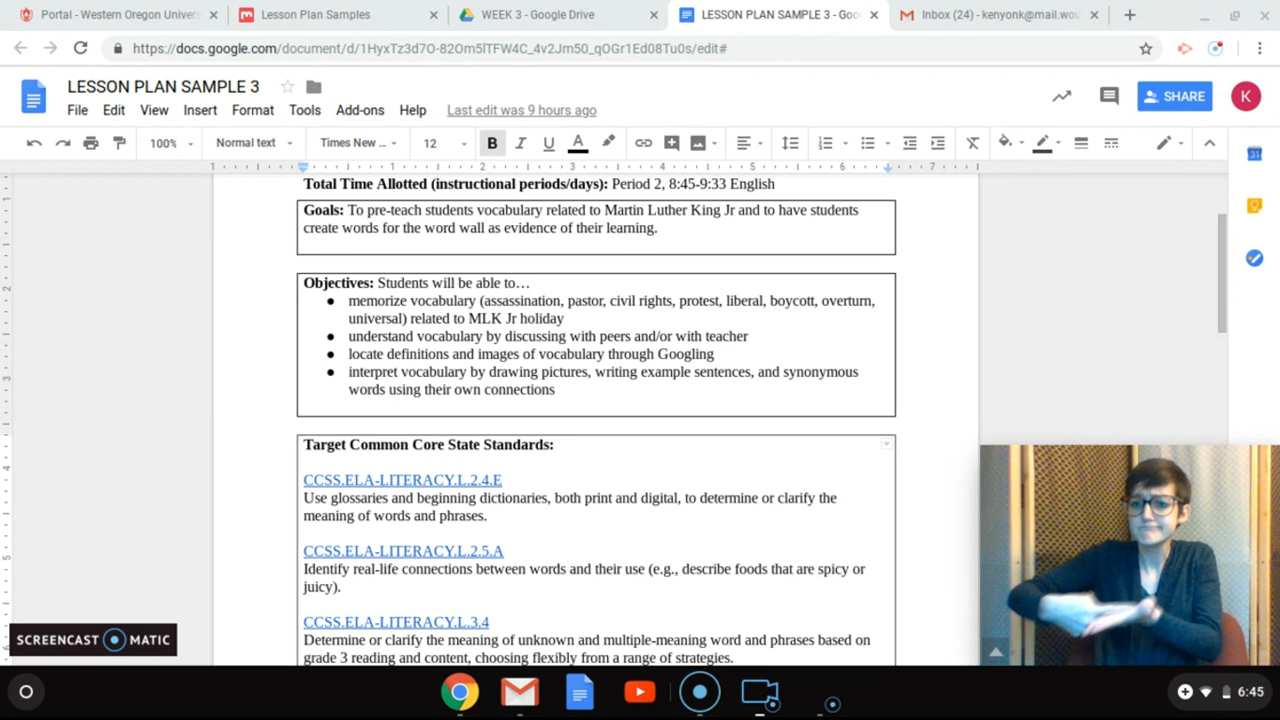 Portal - Western Oregon Univers
Lesson Plan Samples
WEEK 3 - Google Drive
LESSON PLAN SAMPLE 3 - Goo
Inbox (24) - kenyonk@mail.wou
https://docs.google.com/document/d/1HyxTz3d7O-82Om5lTFW4C_4v2Jm50_qOGr1Ed08Tu0s/edit#
LESSON PLAN SAMPLE 3
File Edit View Insert Format Tools Add-ons Help Last edit was 9 hours ago
SHARE
K
100% Normal text Times New ... 12 B I U A
1 1 2 3 4 5 6 7
31
Total Time Allotted (instructional periods/days): Period 2, 8:45-9:33 English
Goals: To pre-teach students vocabulary related to Martin Luther King Jr and to have students
create words for the word wall as evidence of their learning.
Objectives: Students will be able to…
● memorize vocabulary (assassination, pastor, civil rights, protest, liberal, boycott, overturn,
universal) related to MLK Jr holiday
● understand vocabulary by discussing with peers and/or with teacher
● locate definitions and images of vocabulary through Googling
● interpret vocabulary by drawing pictures, writing example sentences, and synonymous
words using their own connections
Target Common Core State Standards:
CCSS.ELA-LITERACY.L.2.4.E
Use glossaries and beginning dictionaries, both print and digital, to determine or clarify the
meaning of words and phrases.
CCSS.ELA-LITERACY.L.2.5.A
Identify real-life connections between words and their use (e.g., describe foods that are spicy or
juicy).
CCSS.ELA-LITERACY.L.3.4
Determine or clarify the meaning of unknown and multiple-meaning word and phrases based on
grade 3 reading and content, choosing flexibly from a range of strategies.
SCREENCAST MATIC
6:45